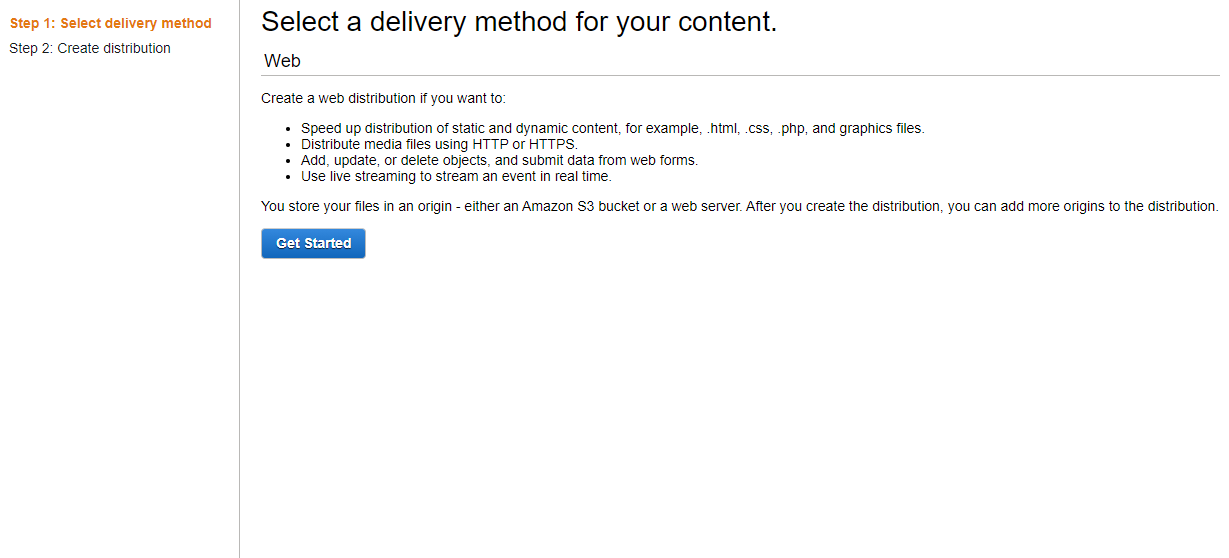 Step 1: Select delivery method
Step 2: Create distribution
Select a delivery method for your content.
Web
Create a web distribution if you want to:
• Speed up distribution of static and dynamic content, for example, .html, .css, .php, and graphics files.
• Distribute media files using HTTP or HTTPS.
• Add, update, or delete objects, and submit data from web forms.
• Use live streaming to stream an event in real time.
You store your files in an origin - either an Amazon S3 bucket or a web server. After you create the distribution, you can add more origins to the distribution.
Get Started